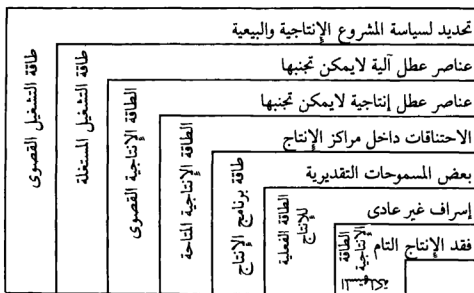 تحديد لسياسة المشروع الإنتاجية والبيعية
عناصر عطل آلية لايمكن تجنبها
عناصر عطل إنتاجية لايمكن تجنبها
الاختناقات داخل مراكز الإنتاج
بعض المسموحات التقديرية
إسراف غير عادى
فقد الإنتاج التام
طاقة التشغيل القصوى
طاقة التشغيل المستغلة
الطاقة الإنتاجية القصوى
الطاقة الإنتاجية المتاحة
طاقة برنامج الإنتاج
الطاقة الفعلية
للإنتاج
الطاقة
الإنتاجية